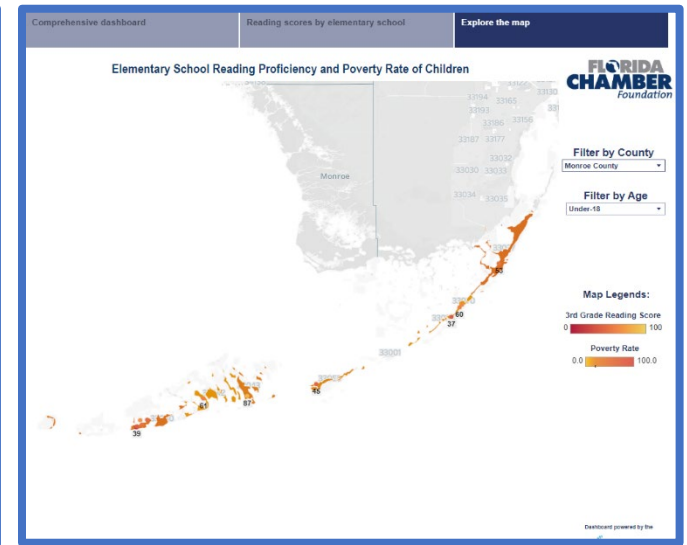 Comprehensive dashboard
Reading scores by elementary school
Explore the map
Elementary School Reading Proficiency and Poverty Rate of Children
FLORIDA
CHAMBER
Foundation
Filter by County
Monroe County
Filter by Age
Under-18
Map Legends:
3rd Grade Reading Score
0 100
Poverty Rate
0.0 100.0
33194 33165
33193
33186 33156
33187 33177
33032
33030 33033
33034 33035
Monroe
53
60
37
33001
45
87
61
39
Dashboard powered by the